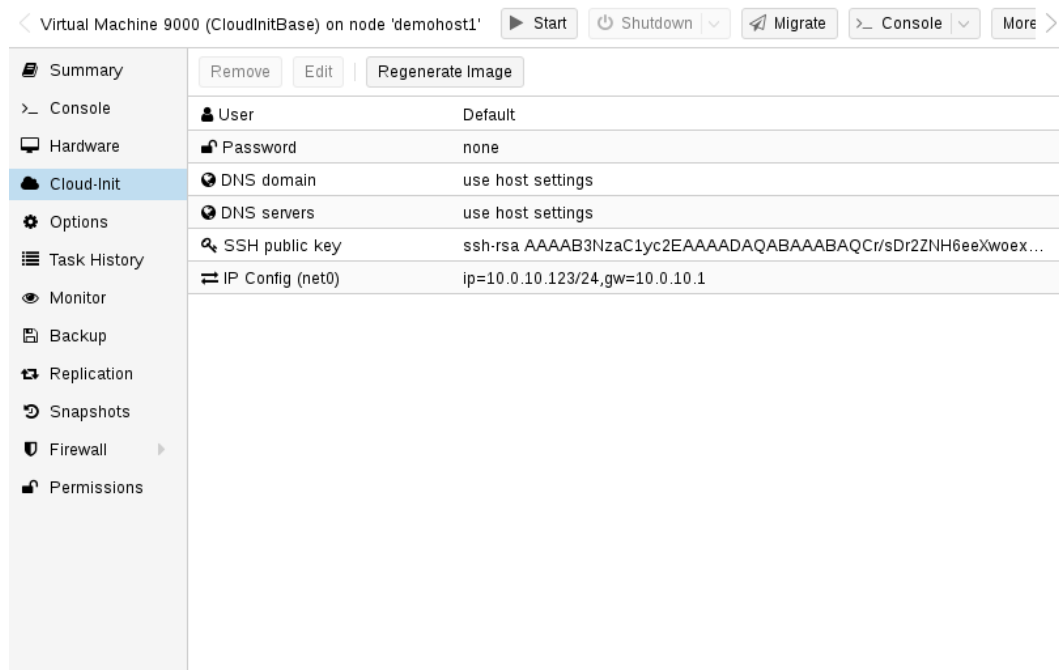 Virtual Machine 9000 (CloudInitBase) on node 'demohost1' Start Shutdown Migrate >_ Console More
Summary
>_ Console
Hardware
Cloud-Init
Options
Task History
Monitor
Backup
Replication
Snapshots
Firewall
Permissions
Remove Edit Regenerate Image
User Default
Password none
DNS domain use host settings
DNS servers use host settings
SSH public key ssh-rsa AAAAB3NzaC1yc2EAAAADAQABAAABAQCr/sDr2ZNH6eeXwoex...
IP Config (net0) ip=10.0.10.123/24,gw=10.0.10.1